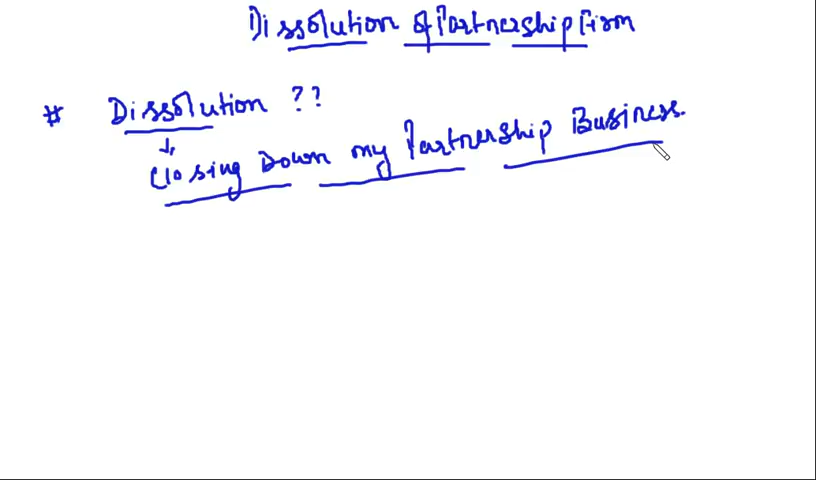 Dissolution of Partnership Firm
# Dissolution ??
↓
Closing Down my Partnership Business.